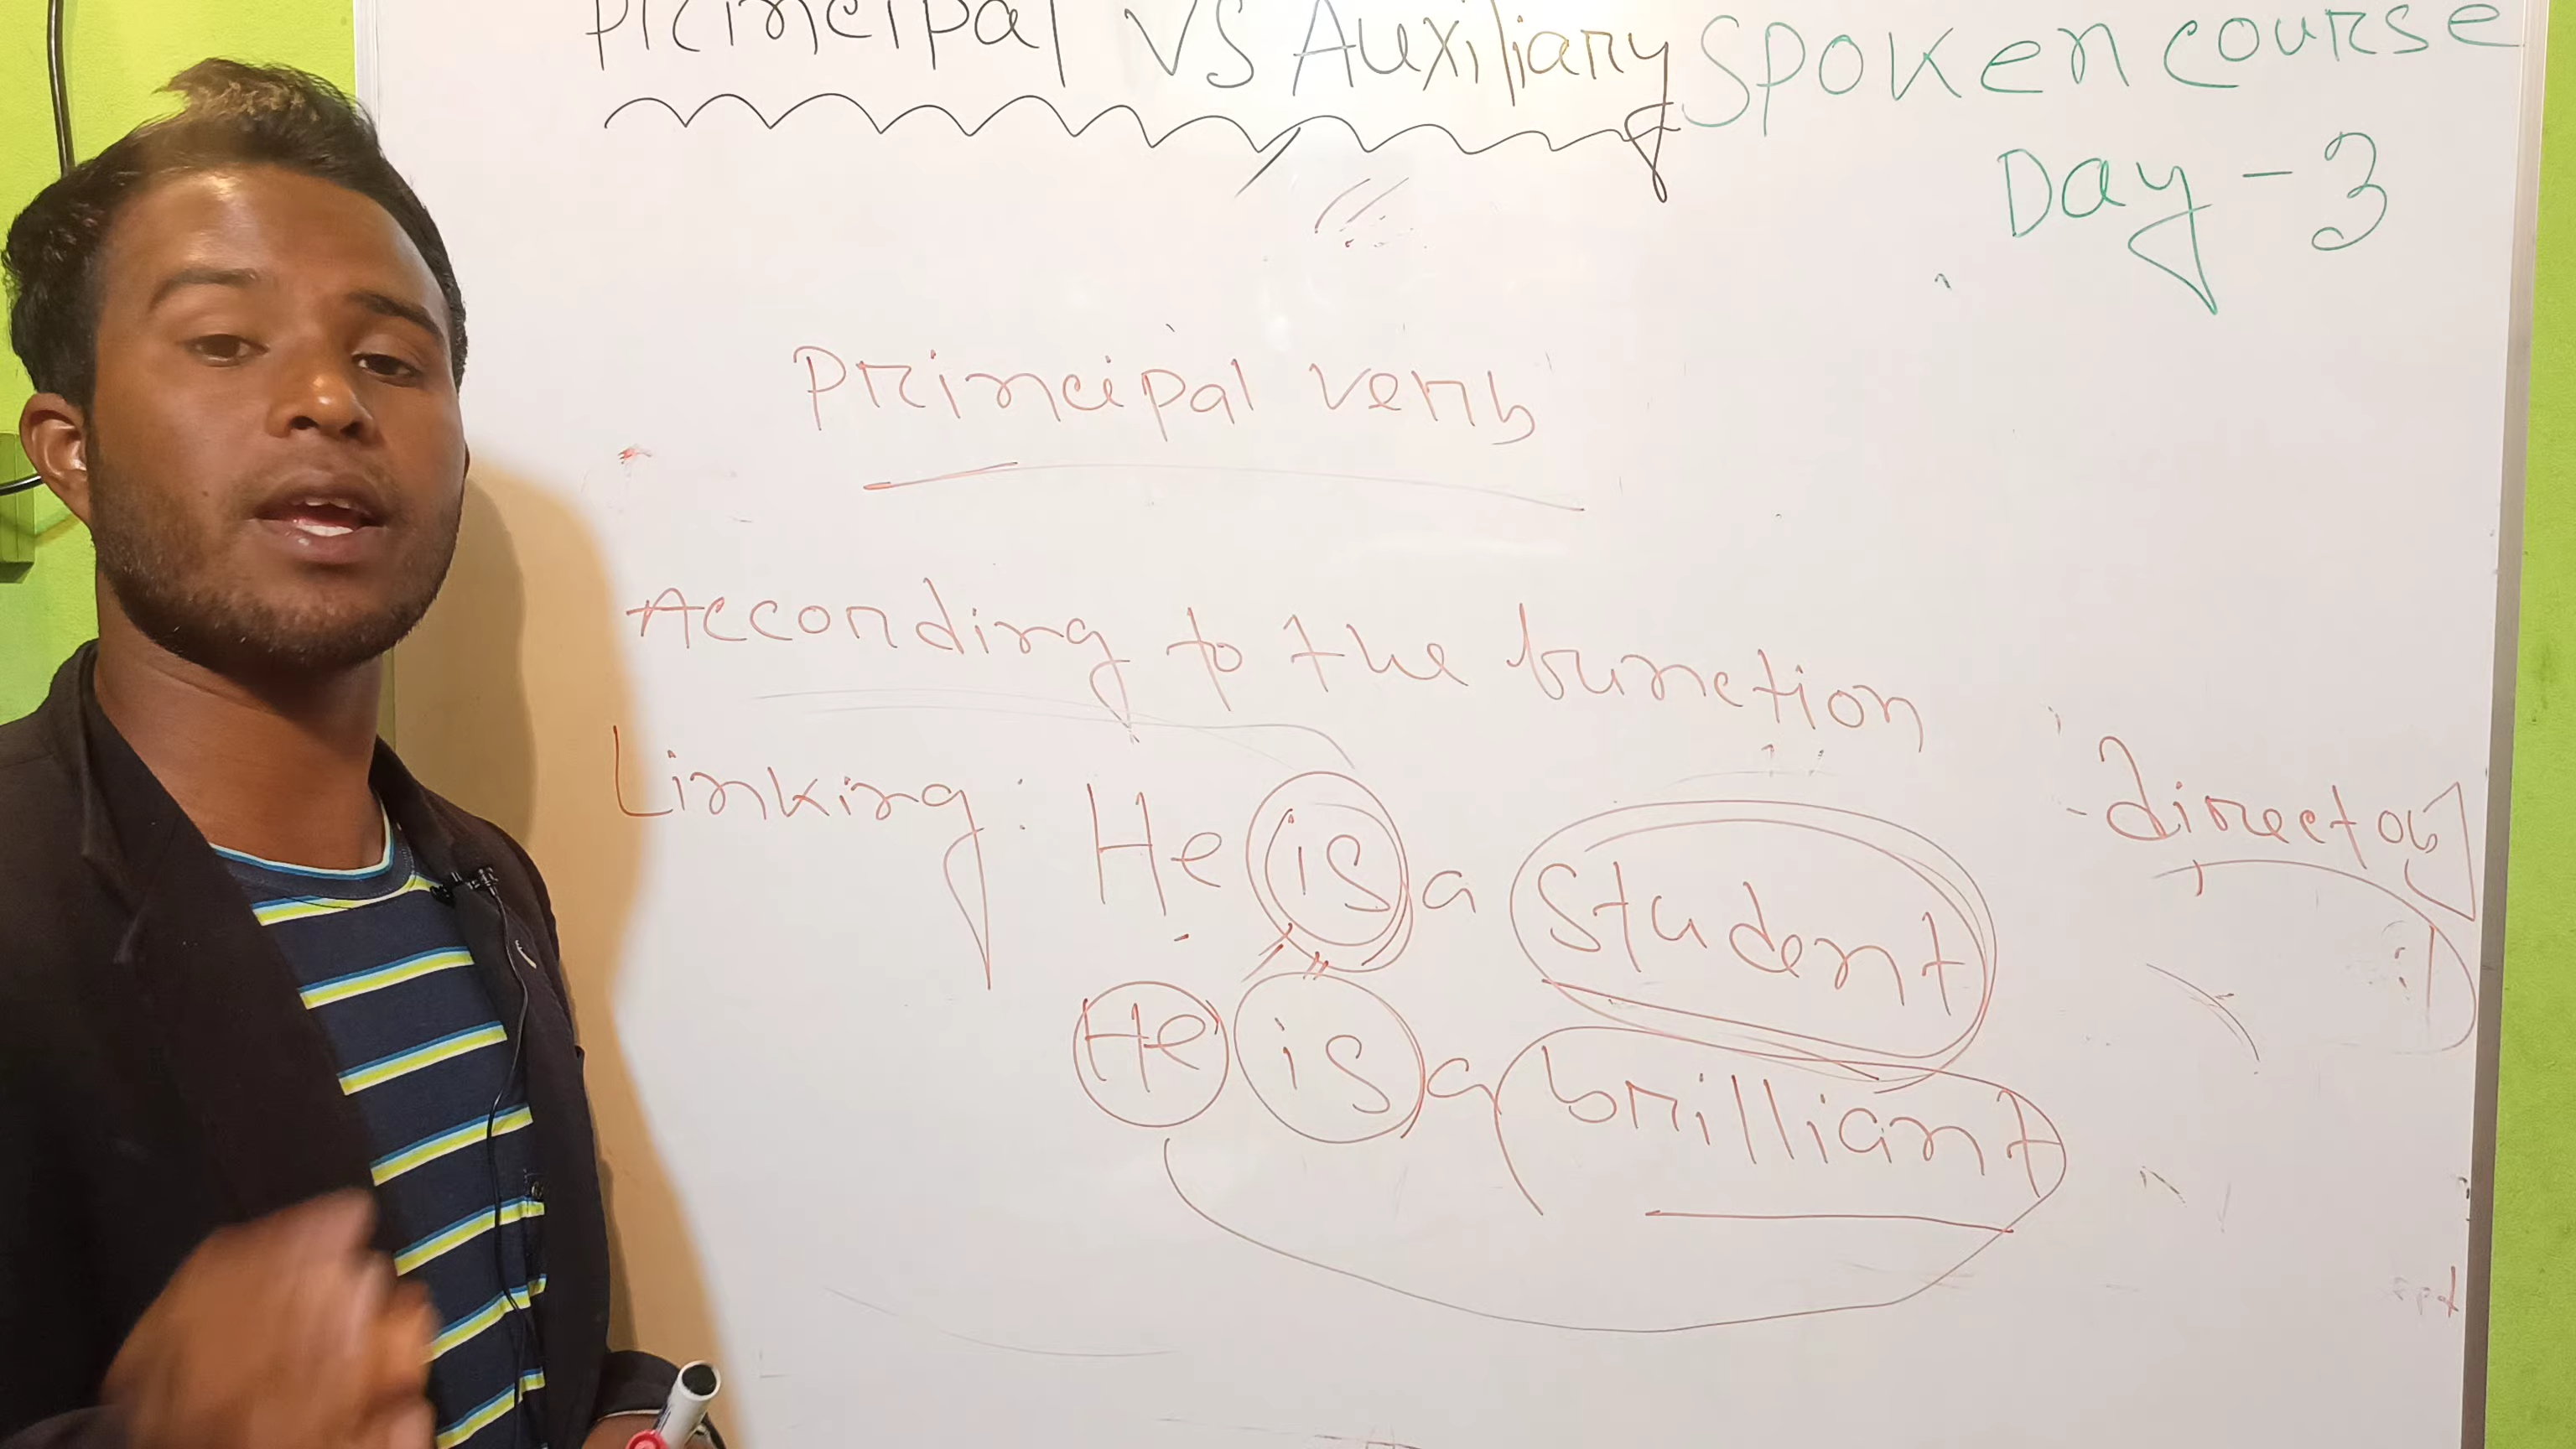 Principal VS Auxiliary
Spoken course
Day - 3
Principal verb
According to the function
Linking : He is a student
He is a brilliant
director